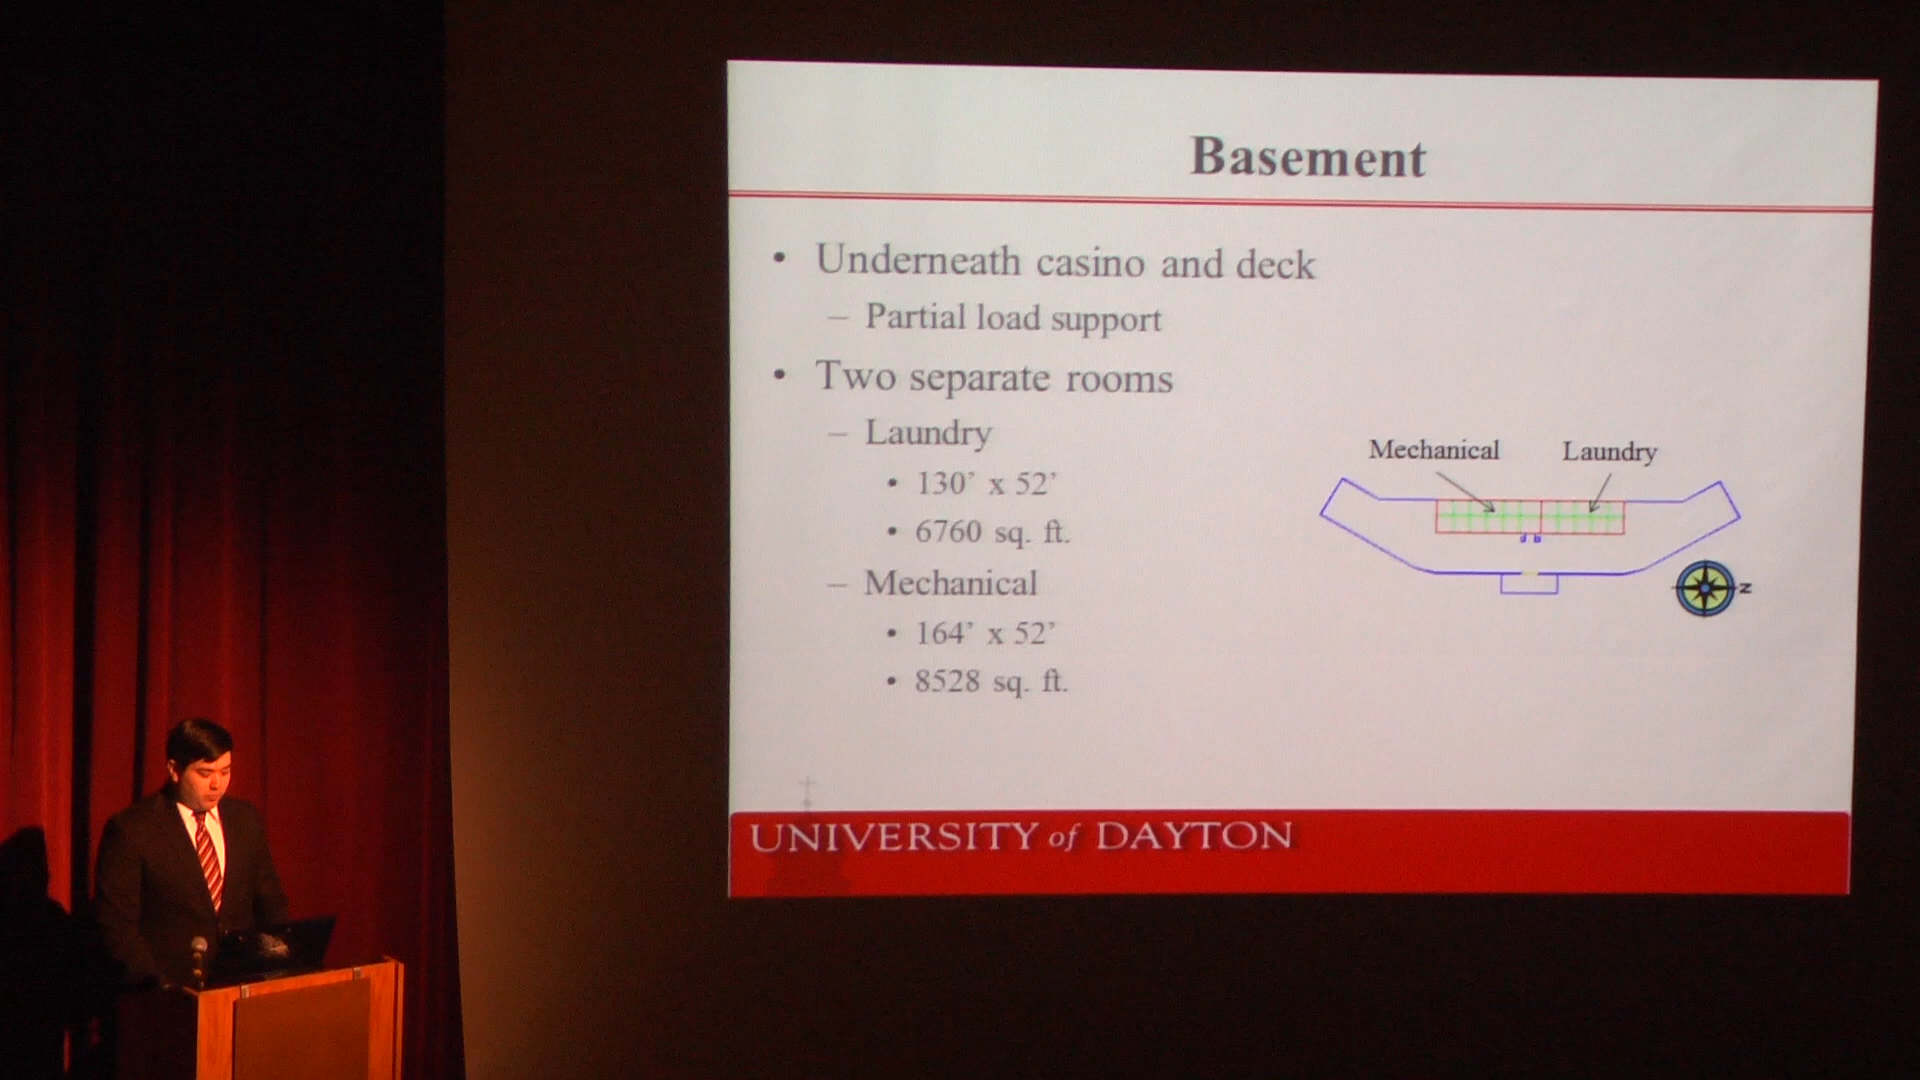 Basement
• Underneath casino and deck
– Partial load support
• Two separate rooms
– Laundry
• 130’ x 52’
• 6760 sq. ft.
– Mechanical
• 164’ x 52’
• 8528 sq. ft.
Mechanical Laundry
N
UNIVERSITY of DAYTON